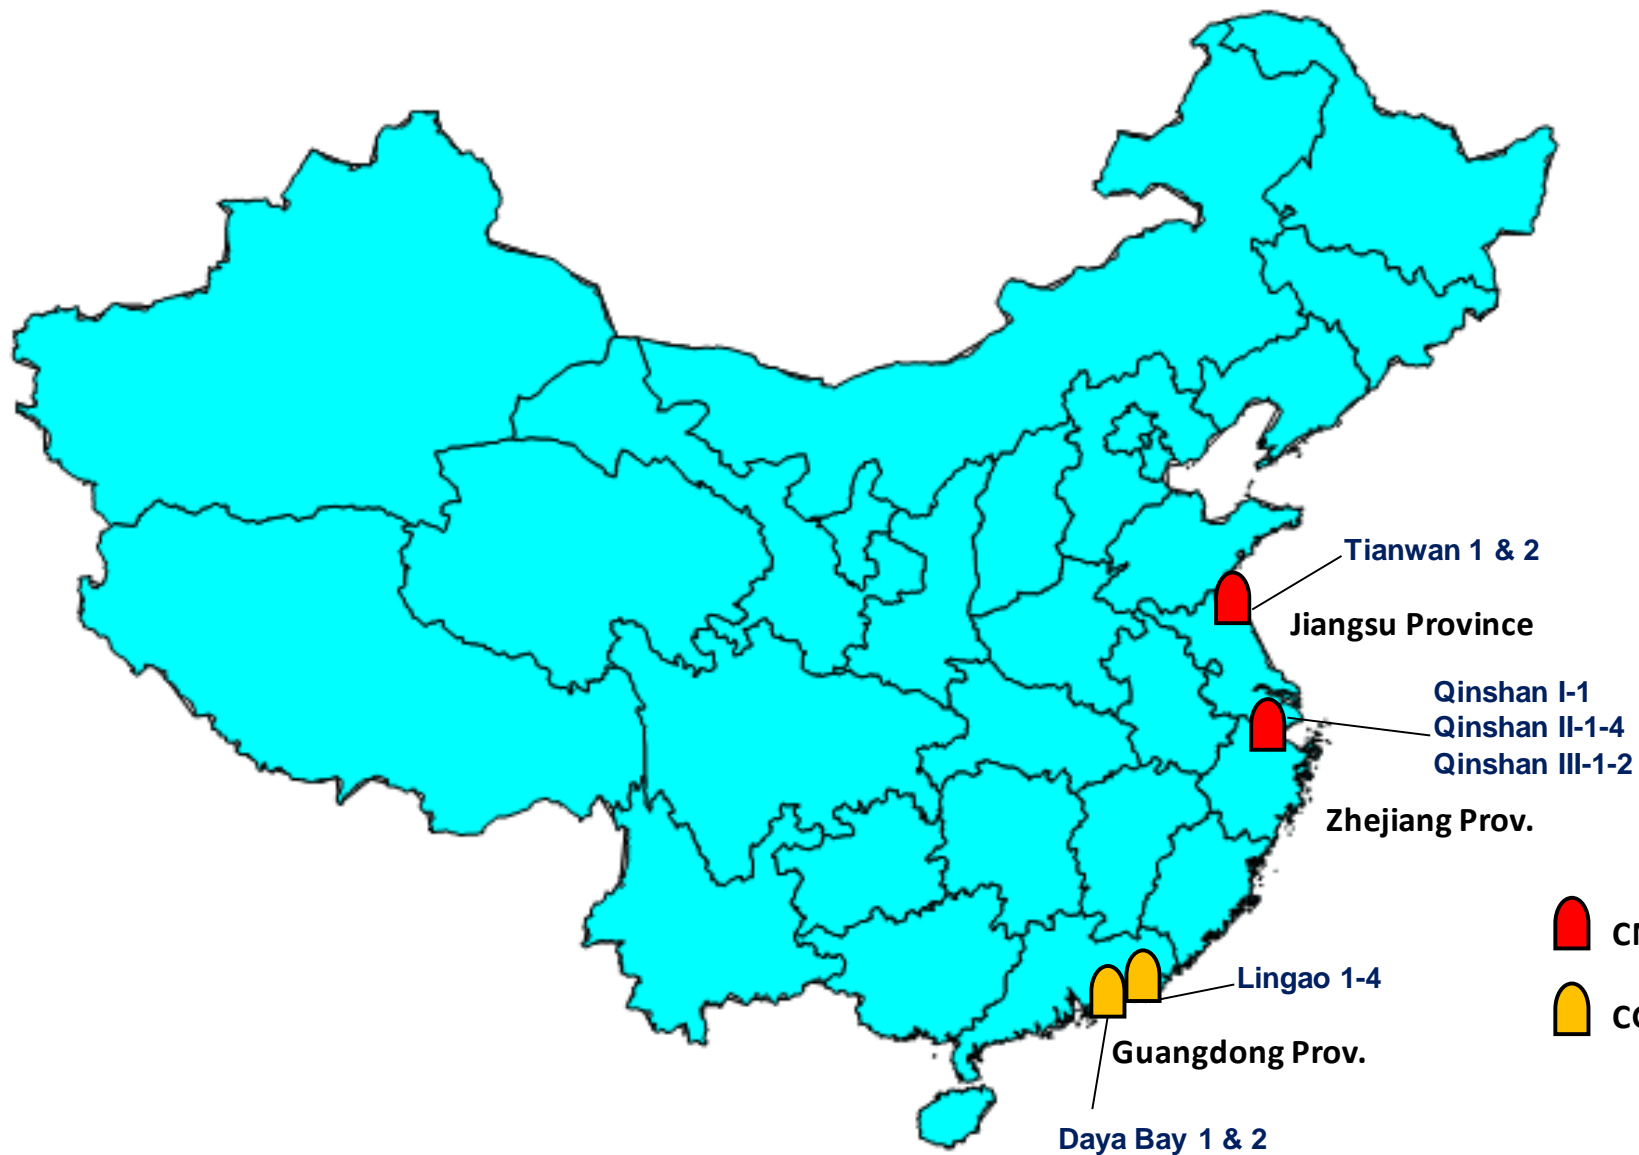 Tianwan 1 & 2
Jiangsu Province
Qinshan I-1
Qinshan II-1-4
Qinshan III-1-2
Zhejiang Prov.
Lingao 1-4
Guangdong Prov.
Daya Bay 1 & 2